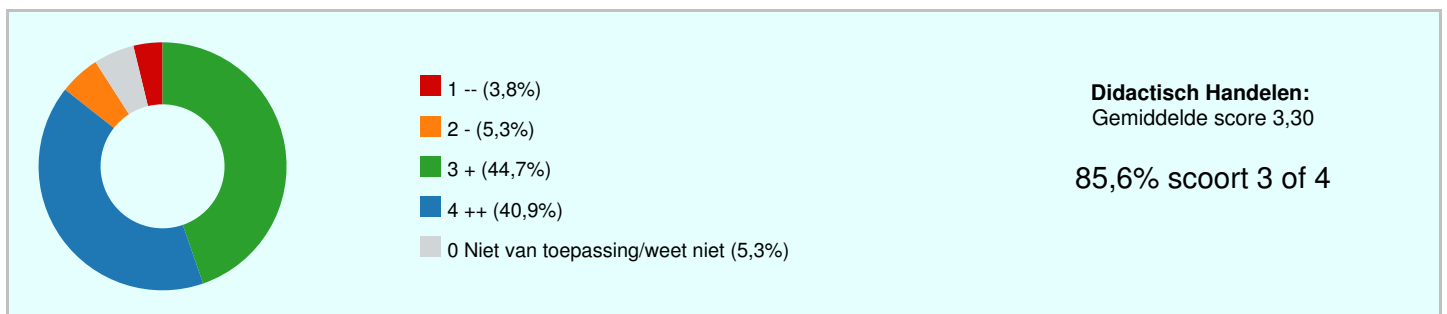 1 -- (3,8%)
2 - (5,3%)
3 + (44,7%)
4 ++ (40,9%)
0 Niet van toepassing/weet niet (5,3%)
Didactisch Handelen:
Gemiddelde score 3,30
85,6% scoort 3 of 4